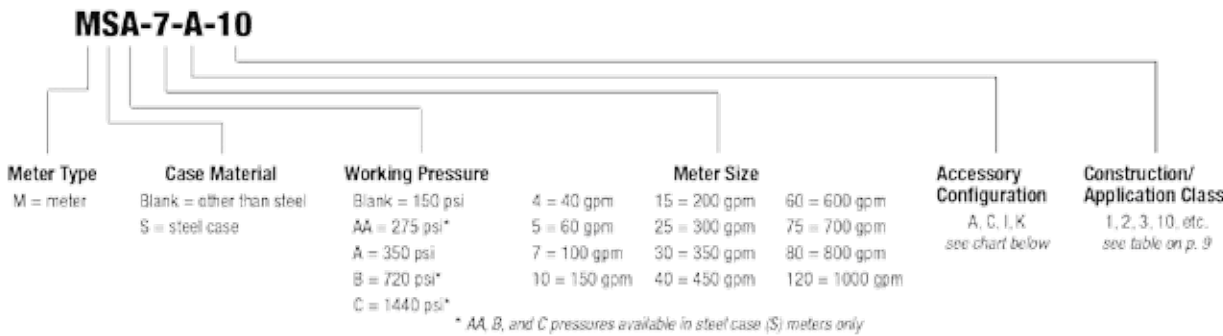 MSA-7-A-10
Meter Type
M = meter
Case Material
Blank = other than steel
S = steel case
Working Pressure
Blank = 150 psi
AA = 275 psi*
A = 350 psi
B = 720 psi*
C = 1440 psi*
Meter Size
4 = 40 gpm
5 = 60 gpm
7 = 100 gpm
10 = 150 gpm
15 = 200 gpm
25 = 300 gpm
30 = 350 gpm
40 = 450 gpm
60 = 600 gpm
75 = 700 gpm
80 = 800 gpm
120 = 1000 gpm
* AA, B, and C pressures available in steel case (S) meters only
Accessory
Configuration
A, C, I, K
see chart below
Construction/
Application Class
1, 2, 3, 10, etc.
see table on p. 9